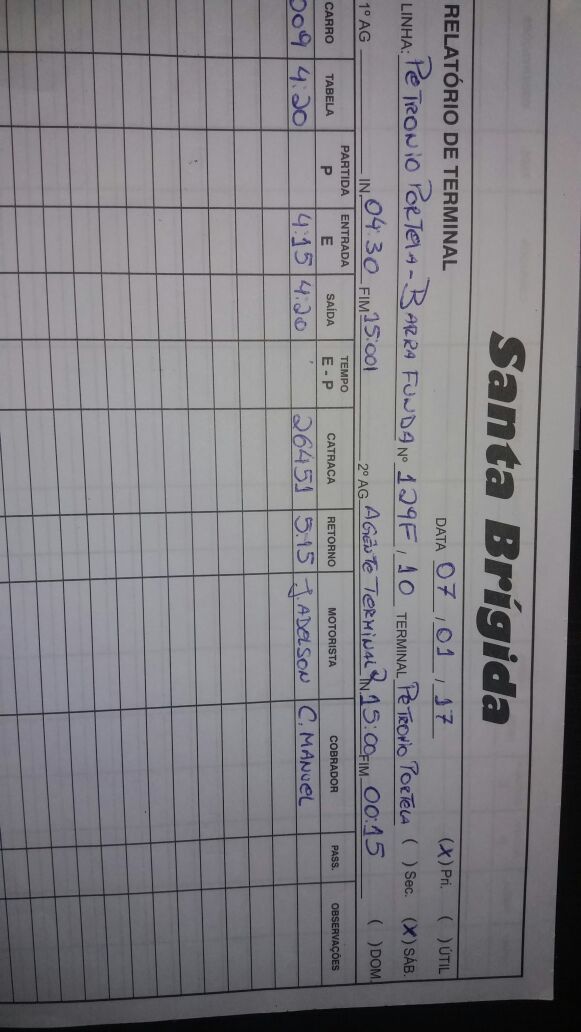 Santa Brígida
RELATÓRIO DE TERMINAL DATA 07 / 01 / 17 (X) Pri. ( ) ÚTIL
LINHA: PETRONIO PORTELA - BARRA FUNDA Nº 129F / 10 TERMINAL PETRONIO PORTELA ( ) Sec. (X) SÁB.
1º AG IN. 04:30 FIM 15:00 2º AG AGENTE TERMINAL 2 IN. 15:00 FIM 00:15 ( ) DOM
CARRO TABELA PARTIDA P ENTRADA E SAÍDA TEMPO E - P CATRACA RETORNO MOTORISTA COBRADOR PASS. OBSERVAÇÕES
009 4:20 4:15 4:20 26451 5:15 J. ADELSON C. MANUEL